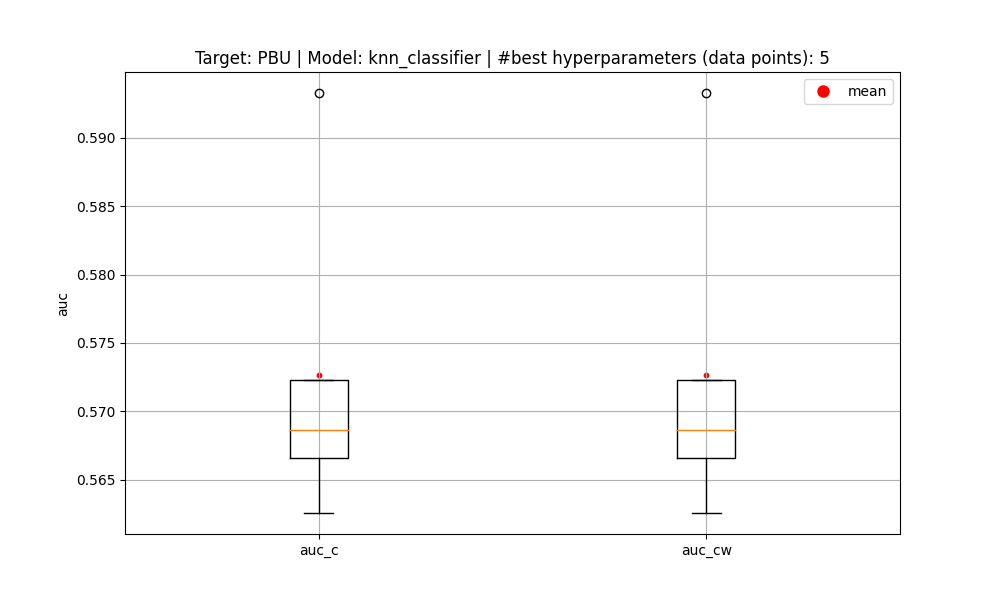 Target: PBU | Model: knn_classifier | #best hyperparameters (data points): 5
mean
0.590
0.585
0.580
0.575
0.570
0.565
auc
auc_c
auc_cw